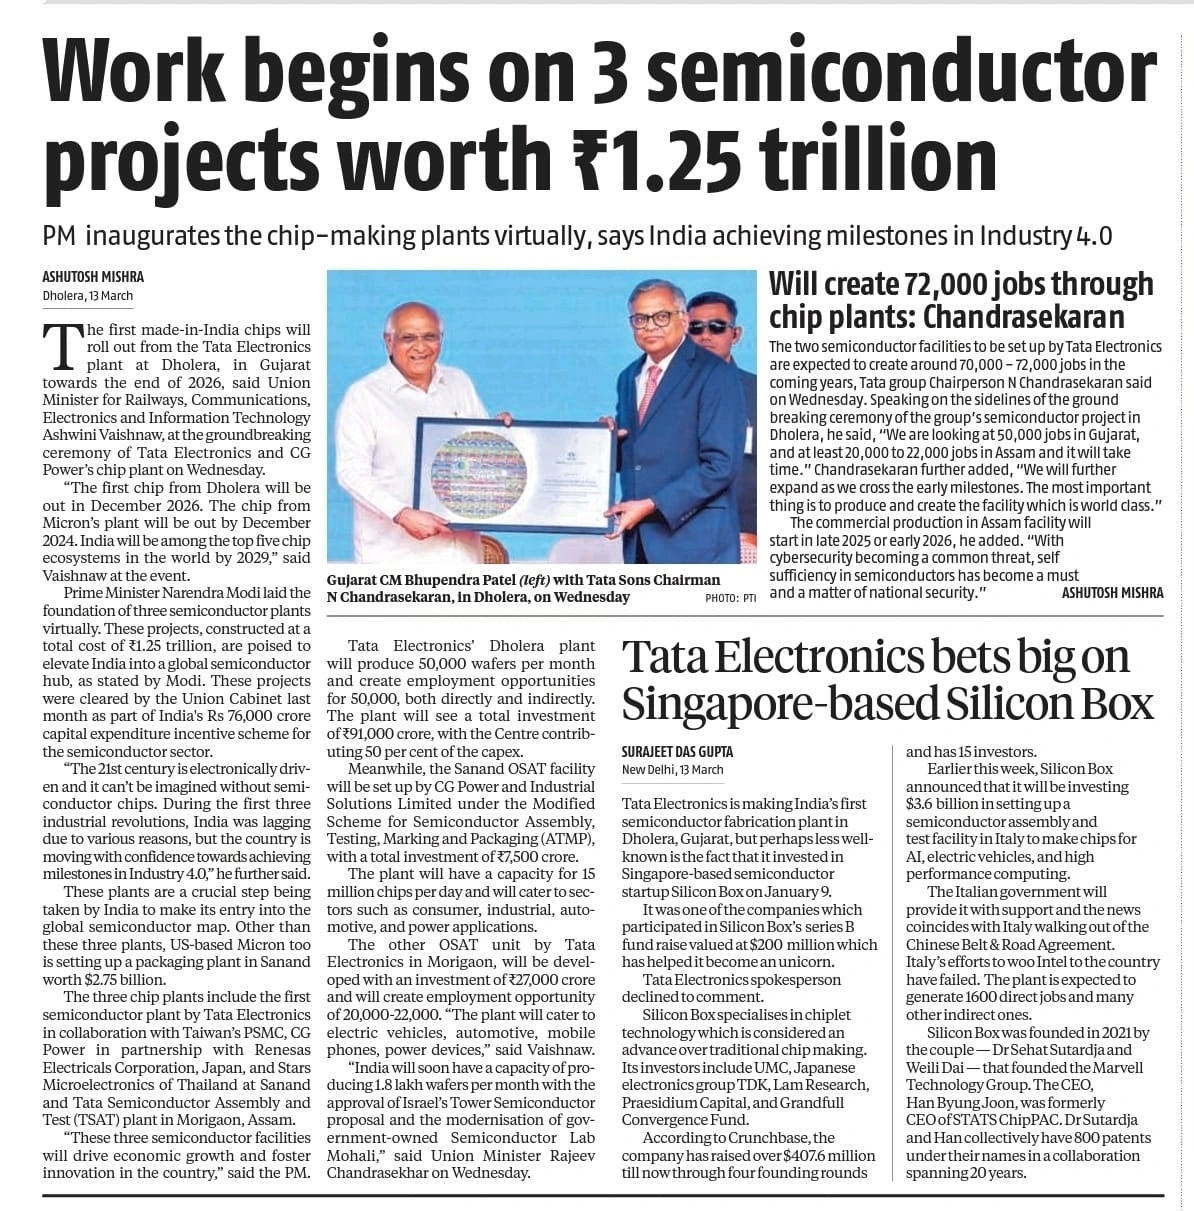 Work begins on 3 semiconductor
projects worth ₹1.25 trillion
PM inaugurates the chip-making plants virtually, says India achieving milestones in Industry 4.0
ASHUTOSH MISHRA
Dholera, 13 March
The first made-in-India chips will
roll out from the Tata Electronics
plant at Dholera, in Gujarat
towards the end of 2026, said Union
Minister for Railways, Communications,
Electronics and Information Technology
Ashwini Vaishnaw, at the groundbreaking
ceremony of Tata Electronics and CG
Power's chip plant on Wednesday.
“The first chip from Dholera will be
out in December 2026. The chip from
Micron's plant will be out by December
2024. India will be among the top five chip
ecosystems in the world by 2029,” said
Vaishnaw at the event.
Prime Minister Narendra Modi laid the
foundation of three semiconductor plants
virtually. These projects, constructed at a
total cost of ₹1.25 trillion, are poised to
elevate India into a global semiconductor
hub, as stated by Modi. These projects
were cleared by the Union Cabinet last
month as part of India's Rs 76,000 crore
capital expenditure incentive scheme for
the semiconductor sector.
“The 21st century is electronically driv-
en and it can't be imagined without semi-
conductor chips. During the first three
industrial revolutions, India was lagging
due to various reasons, but the country is
moving with confidence towards achieving
milestones in Industry 4.0,” he further said.
These plants are a crucial step being
taken by India to make its entry into the
global semiconductor map. Other than
these three plants, US-based Micron too
is setting up a packaging plant in Sanand
worth $2.75 billion.
The three chip plants include the first
semiconductor plant by Tata Electronics
in collaboration with Taiwan's PSMC, CG
Power in partnership with Renesas
Electricals Corporation, Japan, and Stars
Microelectronics of Thailand at Sanand
and Tata Semiconductor Assembly and
Test (TSAT) plant in Morigaon, Assam.
“These three semiconductor facilities
will drive economic growth and foster
innovation in the country,” said the PM.
Gujarat CM Bhupendra Patel (left) with Tata Sons Chairman
N Chandrasekaran, in Dholera, on Wednesday
PHOTO: PTI
Tata Electronics' Dholera plant
will produce 50,000 wafers per month
and create employment opportunities
for 50,000, both directly and indirectly.
The plant will see a total investment
of ₹91,000 crore, with the Centre contrib-
uting 50 per cent of the capex.
Meanwhile, the Sanand OSAT facility
will be set up by CG Power and Industrial
Solutions Limited under the Modified
Scheme for Semiconductor Assembly,
Testing, Marking and Packaging (ATMP),
with a total investment of ₹7,500 crore.
The plant will have a capacity for 15
million chips per day and will cater to sec-
tors such as consumer, industrial, auto-
motive, and power applications.
The other OSAT unit by Tata
Electronics in Morigaon, will be devel-
oped with an investment of ₹27,000 crore
and will create employment opportunity
of 20,000-22,000. “The plant will cater to
electric vehicles, automotive, mobile
phones, power devices,” said Vaishnaw.
“India will soon have a capacity of pro-
ducing 1.8 lakh wafers per month with the
approval of Israel's Tower Semiconductor
proposal and the modernisation of gov-
ernment-owned Semiconductor Lab
Mohali,” said Union Minister Rajeev
Chandrasekhar on Wednesday.
Will create 72,000 jobs through
chip plants: Chandrasekaran
The two semiconductor facilities to be set up by Tata Electronics
are expected to create around 70,000 - 72,000 jobs in the
coming years, Tata group Chairperson N Chandrasekaran said
on Wednesday. Speaking on the sidelines of the ground
breaking ceremony of the group's semiconductor project in
Dholera, he said, “We are looking at 50,000 jobs in Gujarat,
and at least 20,000 to 22,000 jobs in Assam and it will take
time.” Chandrasekaran further added, “We will further
expand as we cross the early milestones. The most important
thing is to produce and create the facility which is world class.”
The commercial production in Assam facility will
start in late 2025 or early 2026, he added. “With
cybersecurity becoming a common threat, self
sufficiency in semiconductors has become a must
and a matter of national security.”
ASHUTOSH MISHRA
Tata Electronics bets big on
Singapore-based Silicon Box
SURAJEET DAS GUPTA
New Delhi, 13 March
Tata Electronics is making India's first
semiconductor fabrication plant in
Dholera, Gujarat, but perhaps less well-
known is the fact that it invested in
Singapore-based semiconductor
startup Silicon Box on January 9.
It was one of the companies which
participated in Silicon Box's series B
fund raise valued at $200 million which
has helped it become an unicorn.
Tata Electronics spokesperson
declined to comment.
Silicon Box specialises in chiplet
technology which is considered an
advance over traditional chip making.
Its investors include UMC, Japanese
electronics group TDK, Lam Research,
Praesidium Capital, and Grandfull
Convergence Fund.
According to Crunchbase, the
company has raised over $407.6 million
till now through four founding rounds
and has 15 investors.
Earlier this week, Silicon Box
announced that it will be investing
$3.6 billion in setting up a
semiconductor assembly and
test facility in Italy to make chips for
AI, electric vehicles, and high
performance computing.
The Italian government will
provide it with support and the news
coincides with Italy walking out of the
Chinese Belt & Road Agreement.
Italy's efforts to woo Intel to the country
have failed. The plant is expected to
generate 1600 direct jobs and many
other indirect ones.
Silicon Box was founded in 2021 by
the couple — Dr Sehat Sutardja and
Weili Dai — that founded the Marvell
Technology Group. The CEO,
Han Byung Joon, was formerly
CEO of STATS ChipPAC. Dr Sutardja
and Han collectively have 800 patents
under their names in a collaboration
spanning 20 years.